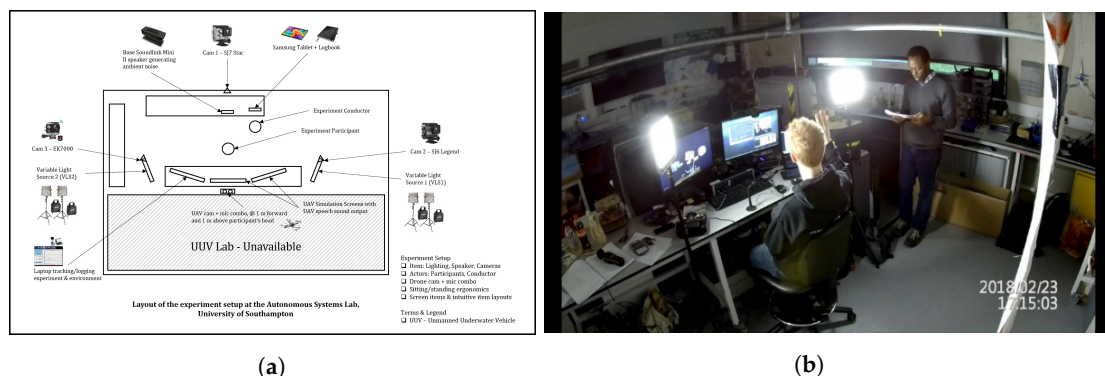 Bose Soundlink Mini
II speaker generating
ambient noise
Cam 1 – SJ7 Star
Samsung Tablet + Logbook
Experiment Conductor
Experiment Participant
Cam 3 – EK7000
Cam 2 – SJ6 Legend
Variable Light
Source 2 (VLS2)
Variable Light
Source 1 (VLS1)
UAV Simulation Screens with
UAV speech sound output
UAV cam + mic combo, @ 1 m forward
and 1 m above participant's head
UUV Lab - Unavailable
Laptop tracking/logging
experiment & environment
Experiment Setup
Item: Lighting, Speaker, Cameras
Actors: Participants, Conductor
Drone cam + mic combo
Sitting/standing ergonomics
Screen items & intuitive item layouts
Terms & Legend
UUV – Unmanned Underwater Vehicle
Layout of the experiment setup at the Autonomous Systems Lab,
University of Southampton
2018/02/23
17:15:03
(a)
(b)